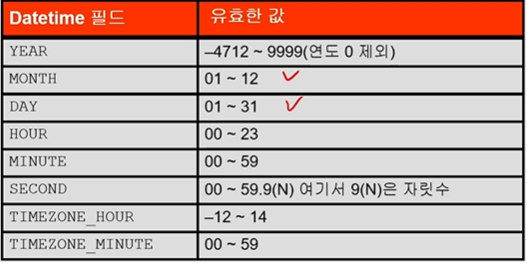 Datetime 필드 유효한 값
YEAR –4712 ~ 9999(연도 0 제외)
MONTH 01 ~ 12
DAY 01 ~ 31
HOUR 00 ~ 23
MINUTE 00 ~ 59
SECOND 00 ~ 59.9(N) 여기서 9(N)은 자릿수
TIMEZONE_HOUR –12 ~ 14
TIMEZONE_MINUTE 00 ~ 59